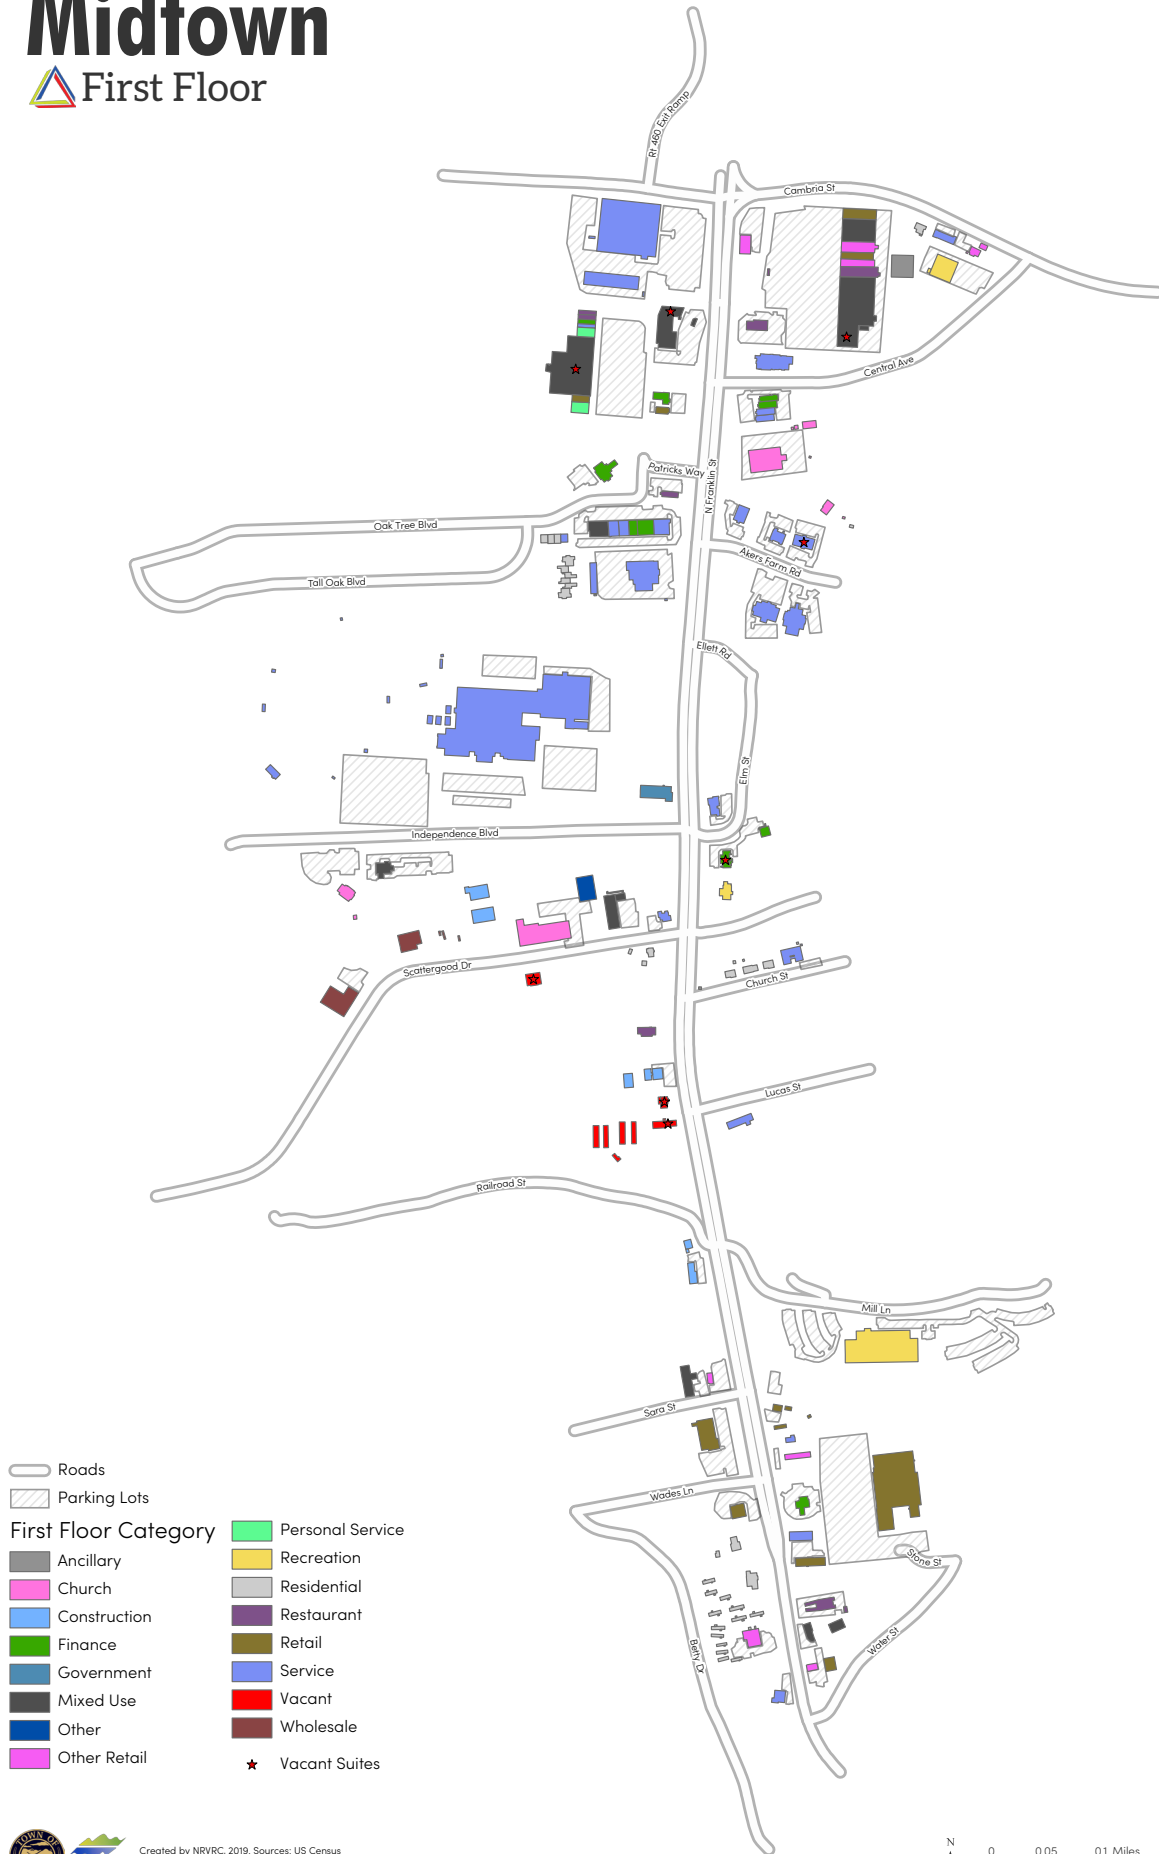 Midtown
First Floor
Rt 460 Exit Ramp
Cambria St
Central Ave
N Franklin St
Patricks Way
Oak Tree Blvd
Akers Farm Rd
Tall Oak Blvd
Ellett Rd
Elm St
Independence Blvd
Scattergood Dr
Church St
Lucas St
Railroad St
Mill Ln
Sara St
Wades Ln
Stone St
Water St
Betty Dr
Roads
Parking Lots
First Floor Category
Ancillary
Church
Construction
Finance
Government
Mixed Use
Other
Other Retail
Personal Service
Recreation
Residential
Restaurant
Retail
Service
Vacant
Wholesale
Vacant Suites
TOWN OF
Created by NRVRC, 2019. Sources: US Census
N
0 0.05 0.1 Miles